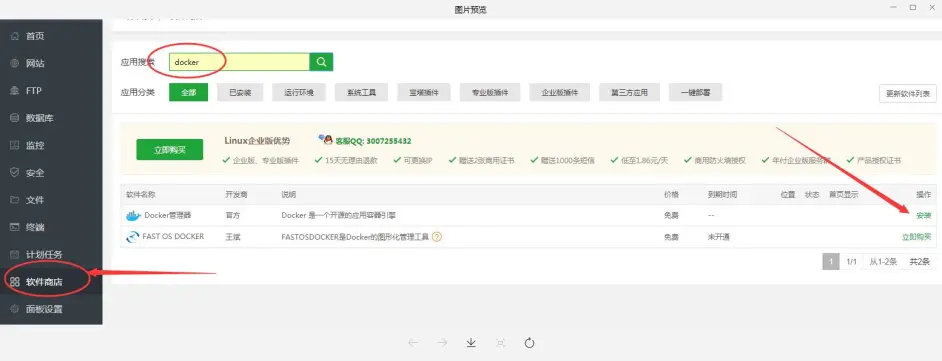 图片预览
首页
网站
FTP
数据库
监控
安全
文件
终端
计划任务
软件商店
面板设置
应用搜索 docker
应用分类 全部 已安装 运行环境 系统工具 宝塔插件 专业版插件 企业版插件 第三方应用 一键部署 更新软件列表
立即购买 Linux企业版优势 客服QQ: 3007255432
企业版、专业版插件 15天无理由退款 可更换IP 赠送2张商用证书 赠送1000条短信 低至1.86元/天 商用防火墙授权 年付企业版服务群 产品授权证书
软件名称 开发商 说明 价格 到期时间 位置 状态 首页显示 操作
Docker管理器 官方 Docker 是一个开源的应用容器引擎 免费 -- 安装
FAST OS DOCKER 王斌 FASTOSDOCKER是Docker的图形化管理工具 免费 未开通 立即购买
1 1/1 从1-2条 共2条